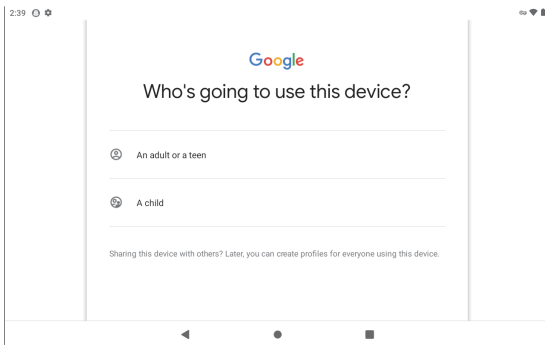 2:39
Google
Who's going to use this device?
An adult or a teen
A child
Sharing this device with others? Later, you can create profiles for everyone using this device.